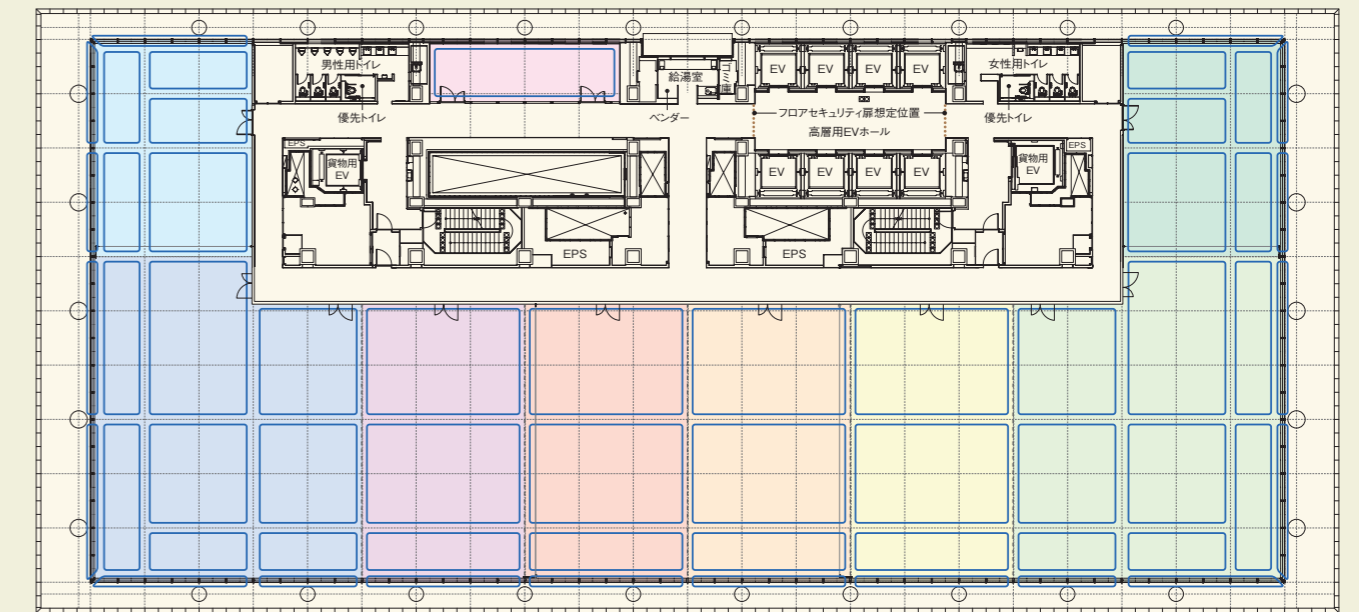 男性用トイレ
給湯室
ゴミ庫
EV
EV
EV
EV
女性用トイレ
優先トイレ
ベンダー
フロアセキュリティ扉想定位置
高層用EVホール
優先トイレ
EPS
貨物用
EV
EV
EV
EV
EV
貨物用
EV
EPS
EPS
EPS